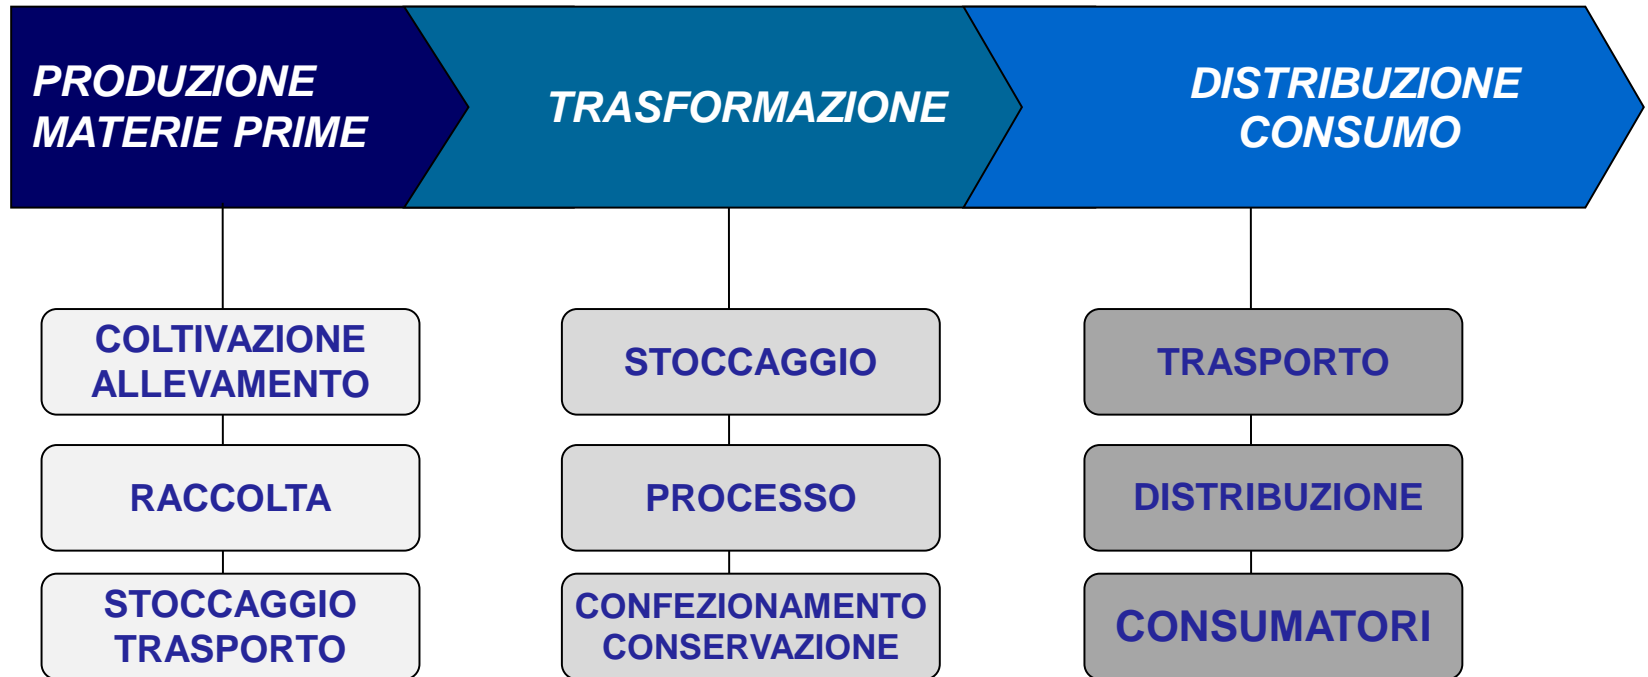 PRODUZIONE
MATERIE PRIME
TRASFORMAZIONE
DISTRIBUZIONE
CONSUMO
COLTIVAZIONE
ALLEVAMENTO
RACCOLTA
STOCCAGGIO
TRASPORTO
STOCCAGGIO
PROCESSO
CONFEZIONAMENTO
CONSERVAZIONE
TRASPORTO
DISTRIBUZIONE
CONSUMATORI